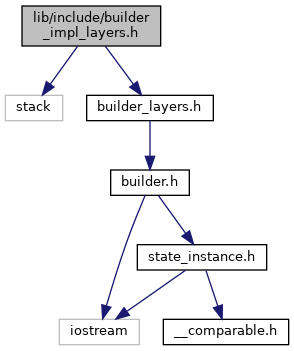 lib/include/builder
_impl_layers.h
stack
builder_layers.h
builder.h
state_instance.h
iostream
__comparable.h